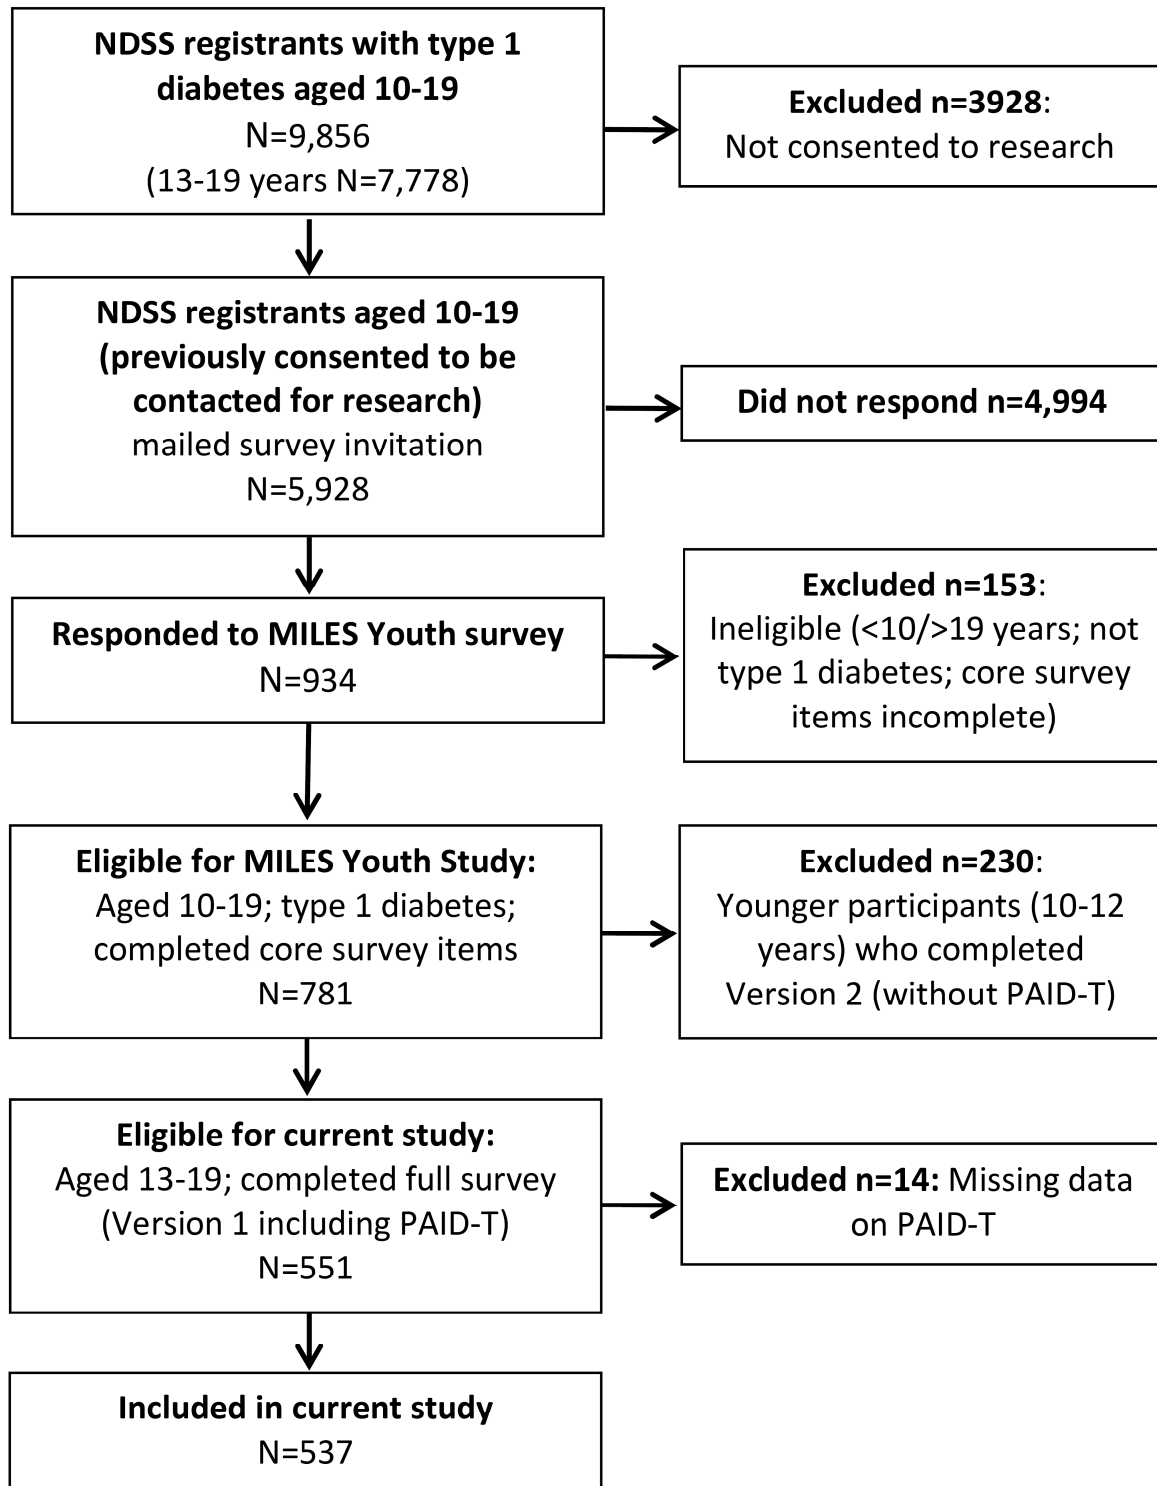 NDSS registrants with type 1
diabetes aged 10-19
N=9,856
(13-19 years N=7,778)
Excluded n=3928:
Not consented to research
NDSS registrants aged 10-19
(previously consented to be
contacted for research)
mailed survey invitation
N=5,928
Did not respond n=4,994
Responded to MILES Youth survey
N=934
Excluded n=153:
Ineligible (<10/>19 years; not
type 1 diabetes; core survey
items incomplete)
Eligible for MILES Youth Study:
Aged 10-19; type 1 diabetes;
completed core survey items
N=781
Excluded n=230:
Younger participants (10-12
years) who completed
Version 2 (without PAID-T)
Eligible for current study:
Aged 13-19; completed full survey
(Version 1 including PAID-T)
N=551
Excluded n=14: Missing data
on PAID-T
Included in current study
N=537